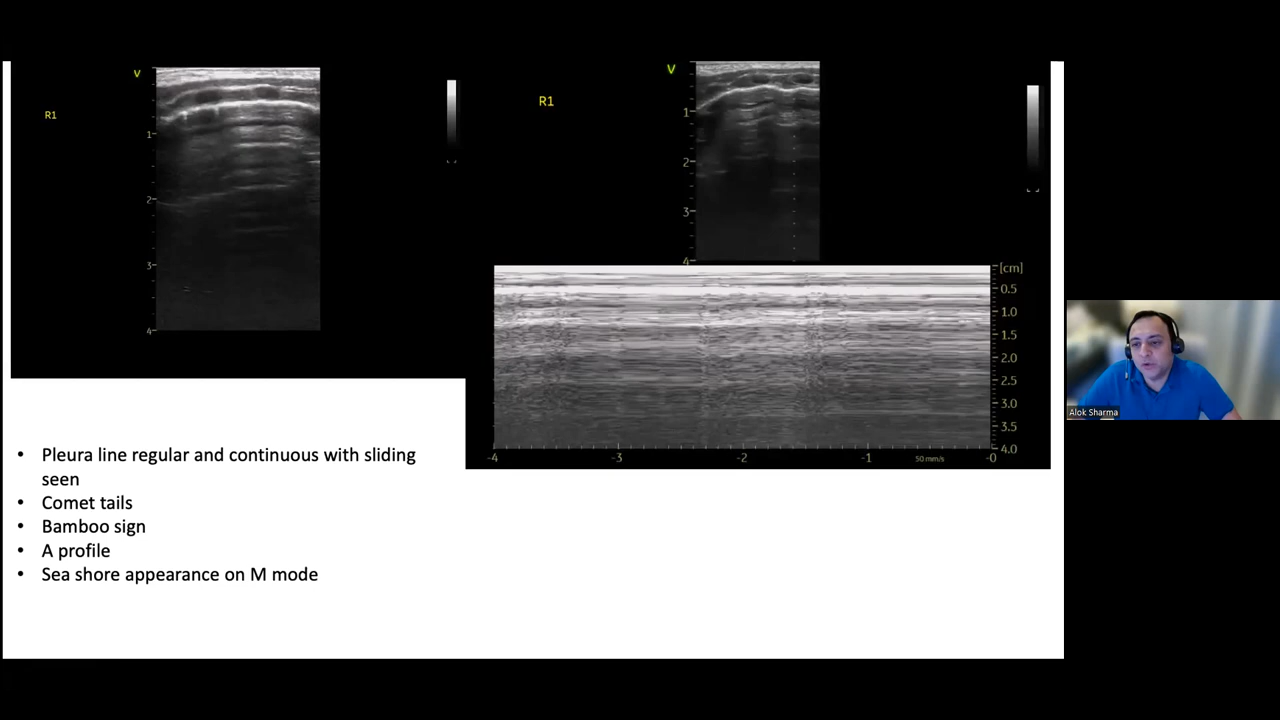 V
R1
1
2
3
4
V
R1
1
2
3
4
[cm]
0.5
1.0
1.5
2.0
2.5
3.0
3.5
4.0
-4
-3
-2
-1
50 mm/s
-0
• Pleura line regular and continuous with sliding
seen
• Comet tails
• Bamboo sign
• A profile
• Sea shore appearance on M mode
Alok Sharma